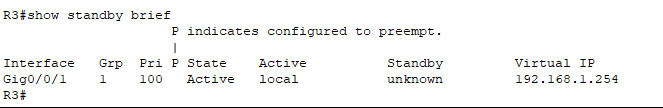 R3#show standby brief
                     P indicates configured to preempt.
                     |
Interface   Grp  Pri P State    Active          Standby         Virtual IP
Gig0/0/1    1    100   Active   local           unknown         192.168.1.254
R3#